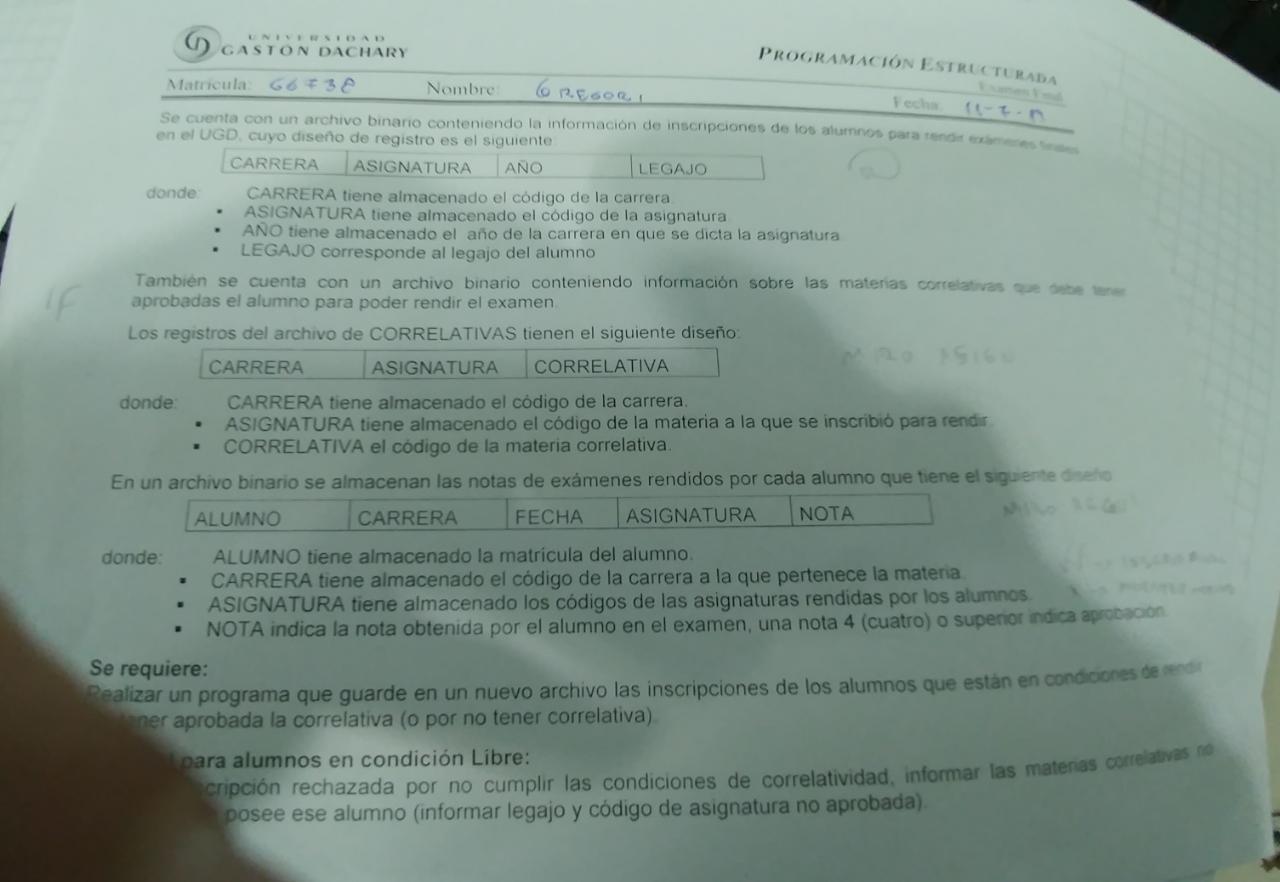 UNIVERSIDAD
GASTÓN DACHARY
PROGRAMACIÓN ESTRUCTURADA
Examen Final
Matrícula: 66738 Nombre: GREGORI Fecha: 11-7-
Se cuenta con un archivo binario conteniendo la información de inscripciones de los alumnos para rendir exámenes finales
en el UGD, cuyo diseño de registro es el siguiente:
CARRERA ASIGNATURA AÑO LEGAJO
donde: CARRERA tiene almacenado el código de la carrera.
▪ ASIGNATURA tiene almacenado el código de la asignatura
▪ AÑO tiene almacenado el año de la carrera en que se dicta la asignatura
▪ LEGAJO corresponde al legajo del alumno
También se cuenta con un archivo binario conteniendo información sobre las materias correlativas que debe tener
aprobadas el alumno para poder rendir el examen.
IF
Los registros del archivo de CORRELATIVAS tienen el siguiente diseño:
CARRERA ASIGNATURA CORRELATIVA
donde: CARRERA tiene almacenado el código de la carrera.
▪ ASIGNATURA tiene almacenado el código de la materia a la que se inscribió para rendir.
▪ CORRELATIVA el código de la materia correlativa.
En un archivo binario se almacenan las notas de exámenes rendidos por cada alumno que tiene el siguiente diseño
ALUMNO CARRERA FECHA ASIGNATURA NOTA
donde: ALUMNO tiene almacenado la matrícula del alumno.
▪ CARRERA tiene almacenado el código de la carrera a la que pertenece la materia.
▪ ASIGNATURA tiene almacenado los códigos de las asignaturas rendidas por los alumnos.
▪ NOTA indica la nota obtenida por el alumno en el examen, una nota 4 (cuatro) o superior indica aprobación.
Se requiere:
Realizar un programa que guarde en un nuevo archivo las inscripciones de los alumnos que están en condiciones de rendir
ner aprobada la correlativa (o por no tener correlativa).
para alumnos en condición Libre:
cripción rechazada por no cumplir las condiciones de correlatividad, informar las materias correlativas no
posee ese alumno (informar legajo y código de asignatura no aprobada).